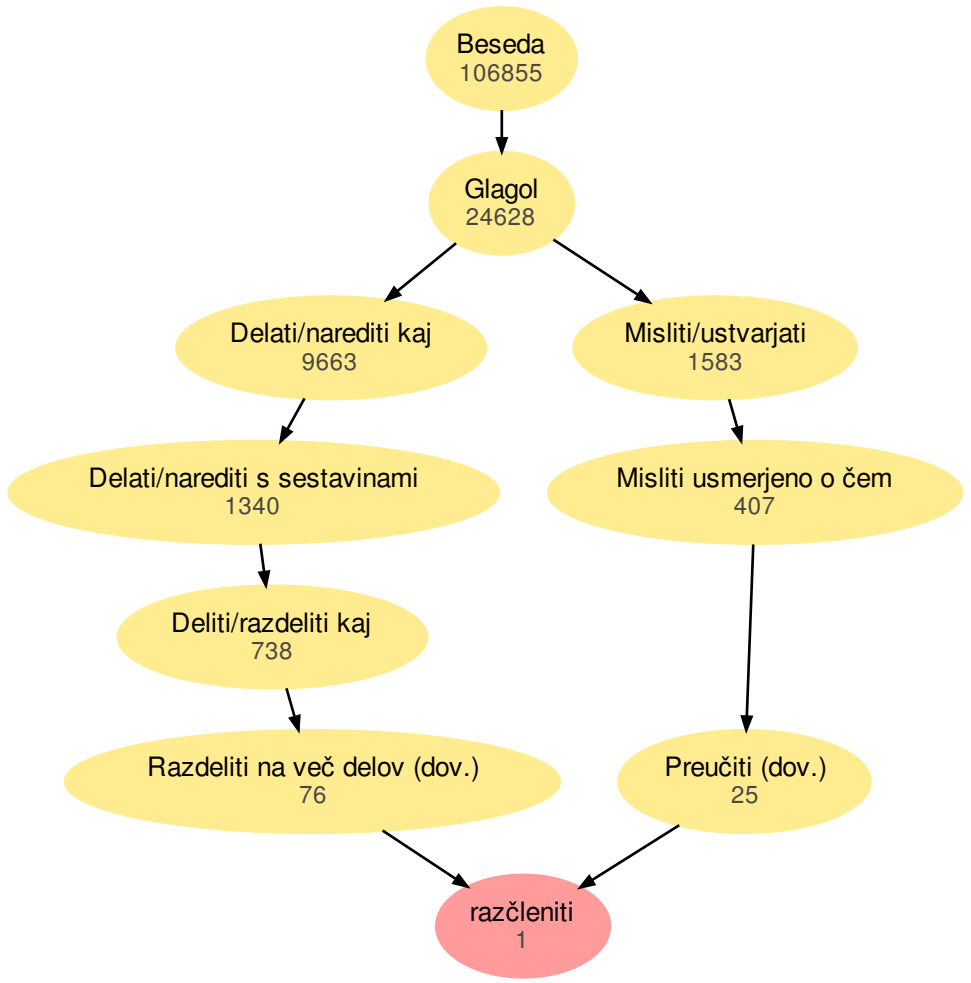 Beseda
106855
Glagol
24628
Delati/narediti kaj
9663
Misliti/ustvarjati
1583
Delati/narediti s sestavinami
1340
Misliti usmerjeno o čem
407
Deliti/razdeliti kaj
738
Razdeliti na več delov (dov.)
76
Preučiti (dov.)
25
razčleniti
1